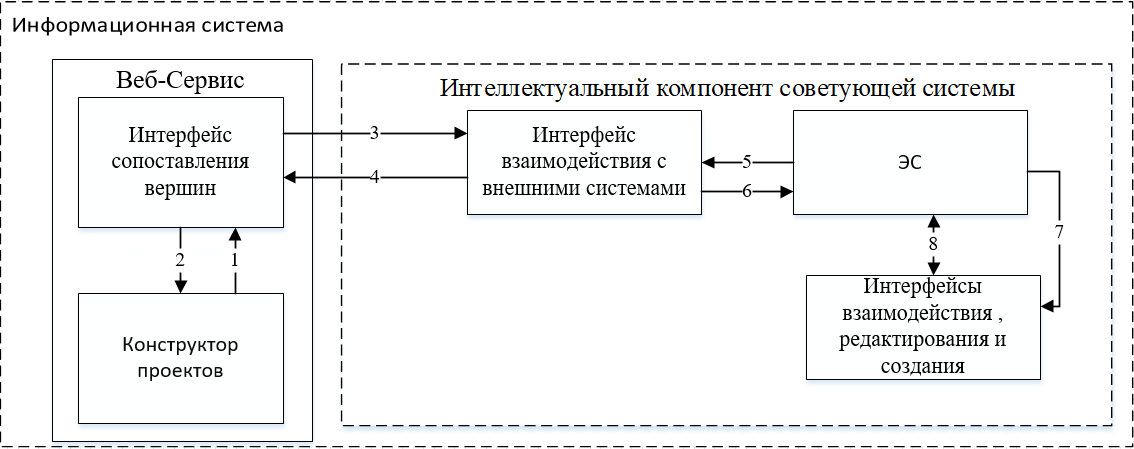 Информационная система
Веб-Сервис
Интерфейс
сопоставления
вершин
2
1
Конструктор
проектов
3
4
Интеллектуальный компонент советующей системы
Интерфейс
взаимодействия с
внешними системами
5
6
ЭС
7
8
Интерфейсы
взаимодействия ,
редактирования и
создания